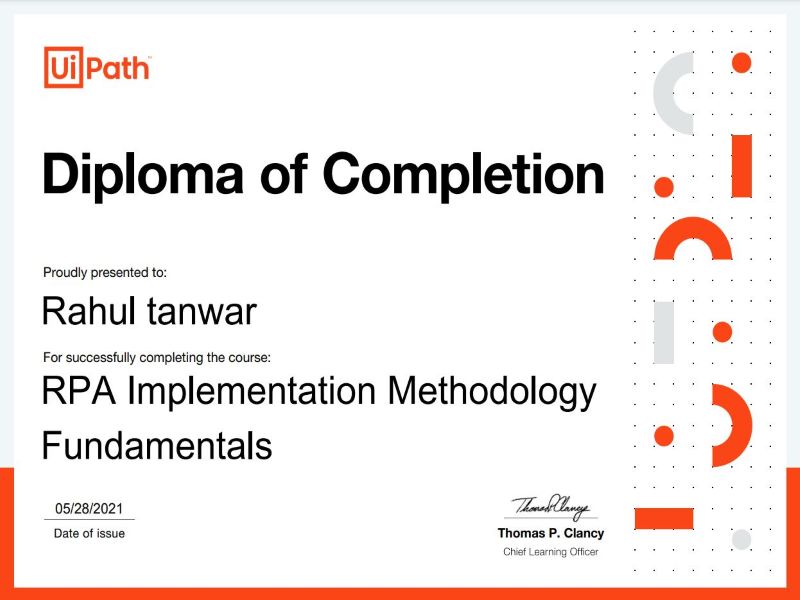 UiPath
Diploma of Completion
Proudly presented to:
Rahul tanwar
For successfully completing the course:
RPA Implementation Methodology
Fundamentals
05/28/2021
Date of issue
Thomas P. Clancy
Thomas P. Clancy
Chief Learning Officer